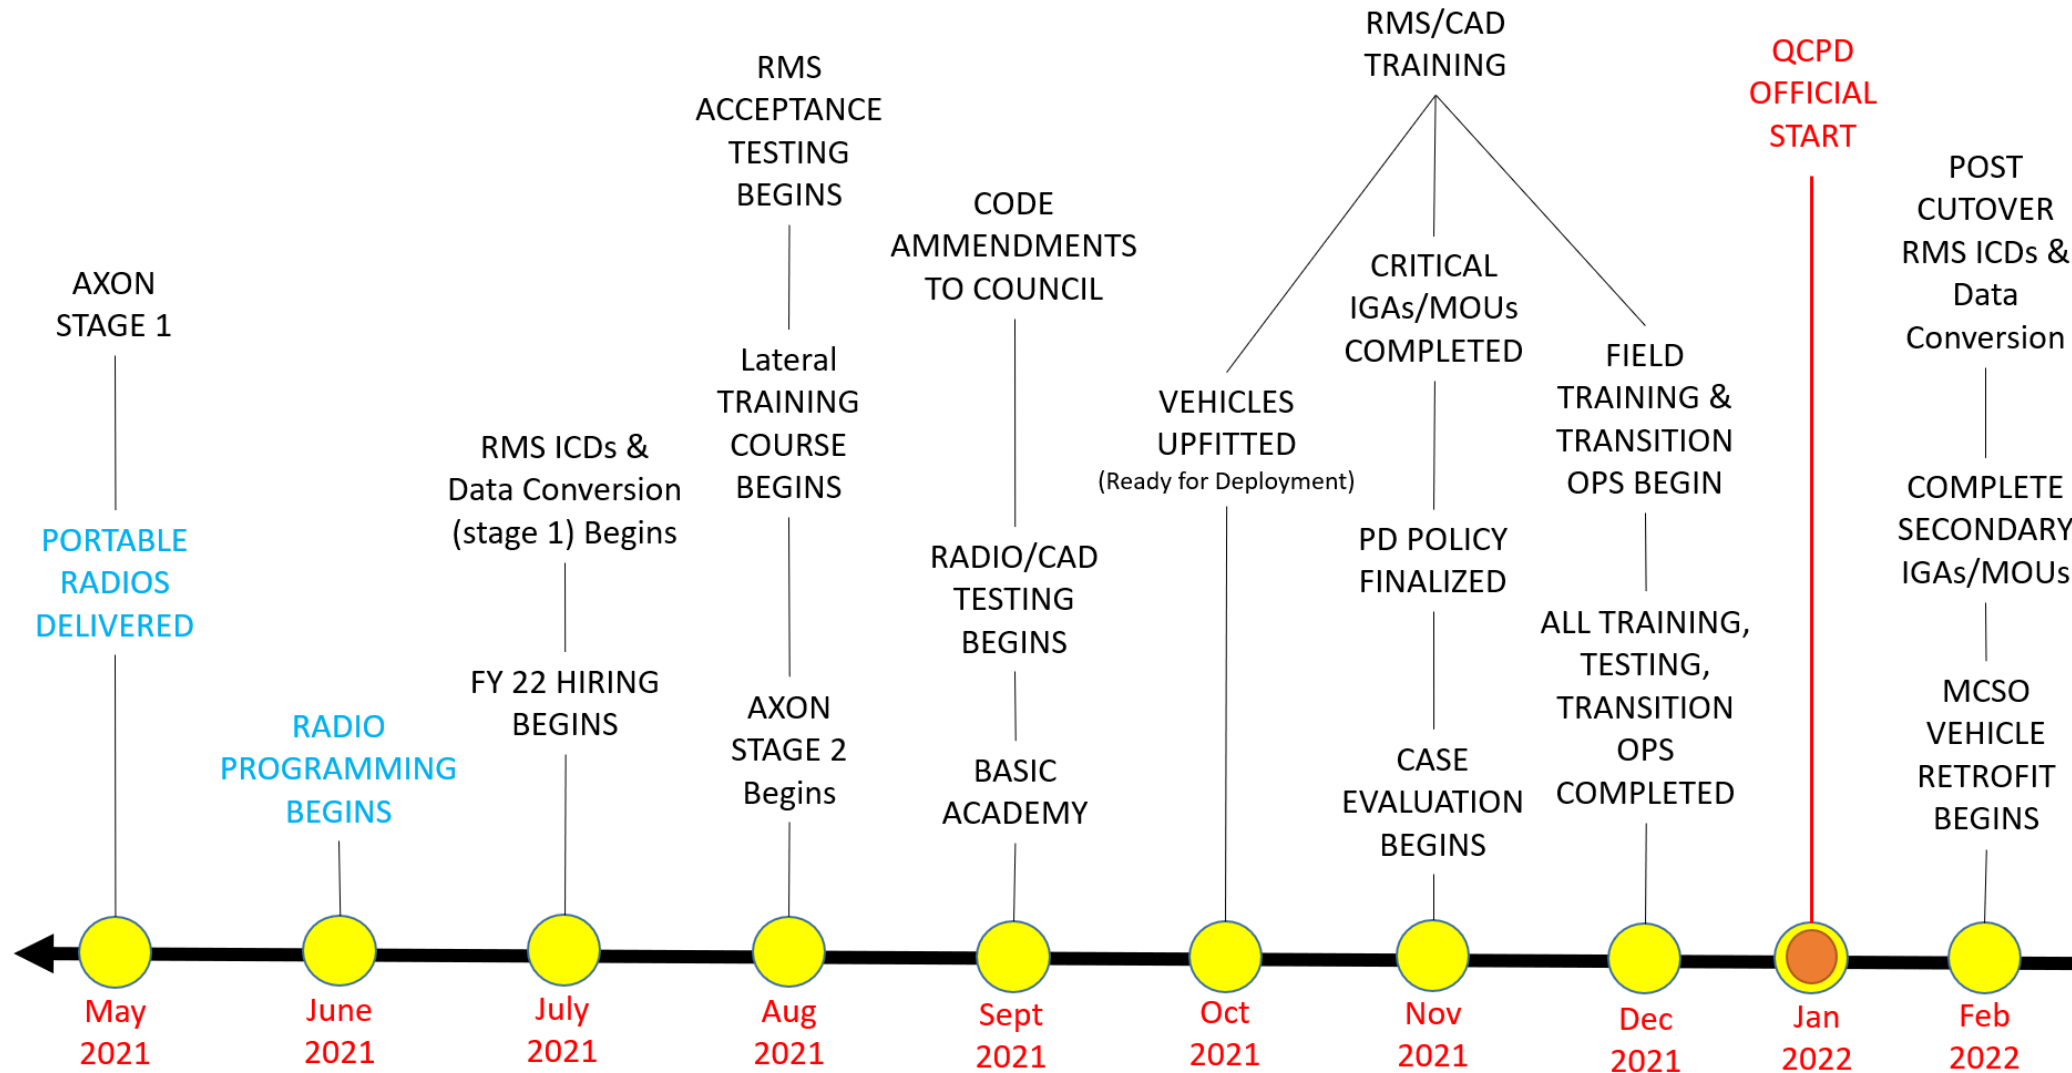 AXON
STAGE 1
PORTABLE
RADIOS
DELIVERED
May
2021
RADIO
PROGRAMMING
BEGINS
June
2021
RMS ICDs &
Data Conversion
(stage 1) Begins
FY 22 HIRING
BEGINS
July
2021
RMS
ACCEPTANCE
TESTING
BEGINS
Lateral
TRAINING
COURSE
BEGINS
AXON
STAGE 2
Begins
Aug
2021
CODE
AMMENDMENTS
TO COUNCIL
RADIO/CAD
TESTING
BEGINS
BASIC
ACADEMY
Sept
2021
RMS/CAD
TRAINING
VEHICLES
UPFITTED
(Ready for Deployment)
Oct
2021
CRITICAL
IGAs/MOUs
COMPLETED
PD POLICY
FINALIZED
CASE
EVALUATION
BEGINS
Nov
2021
FIELD
TRAINING &
TRANSITION
OPS BEGIN
ALL TRAINING,
TESTING,
TRANSITION
OPS
COMPLETED
Dec
2021
QCPD
OFFICIAL
START
Jan
2022
POST
CUTOVER
RMS ICDs &
Data
Conversion
COMPLETE
SECONDARY
IGAs/MOUs
MCSO
VEHICLE
RETROFIT
BEGINS
Feb
2022